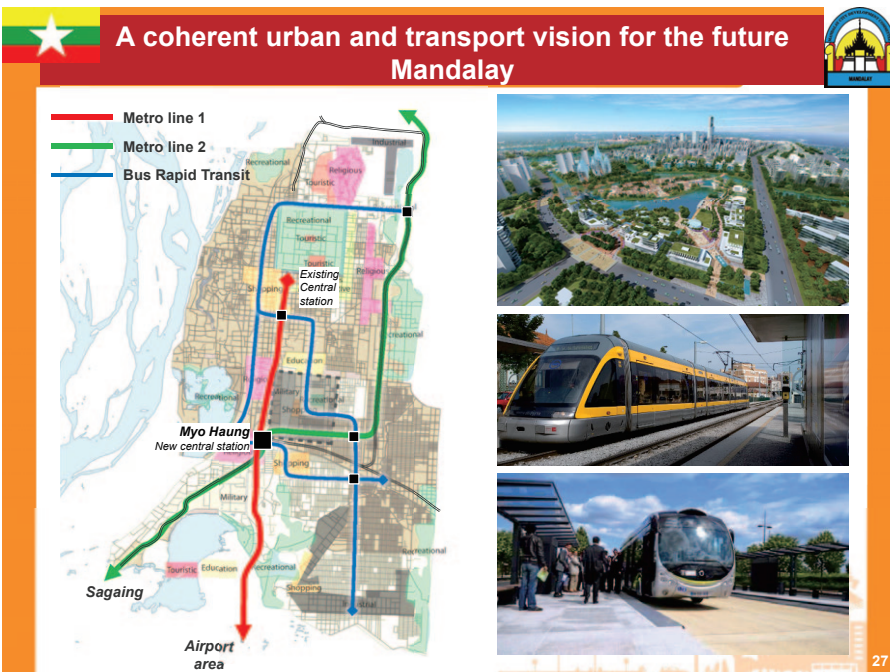 A coherent urban and transport vision for the future
Mandalay
MANDALAY
Metro line 1
Metro line 2
Bus Rapid Transit
Industrial
Recreational
Religious
Touristic
Recreational
Touristic
Touristic
Religious
Existing
Central
station
Shopping
Recreational
Education
Military
Recreational
Myo Haung
New central station
Shopping
Military
Recreational
Touristic
Education
Recreational
Shopping
Sagaing
Airport
area
27